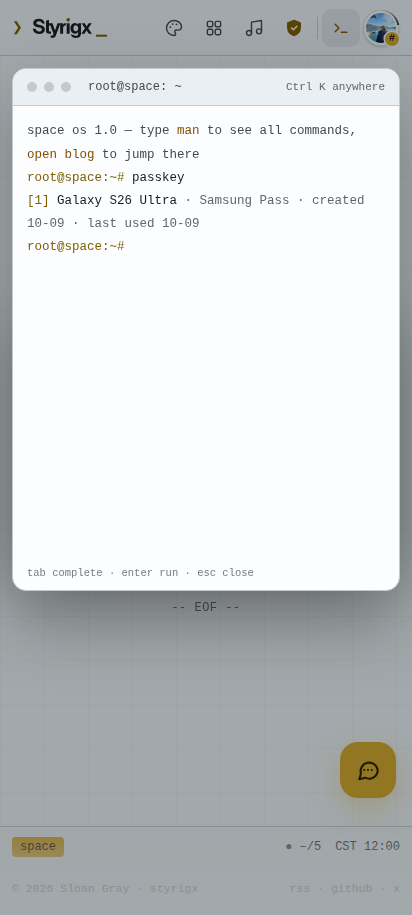 ❯ Styrigx _
#
root@space: ~ Ctrl K anywhere
space os 1.0 — type man to see all commands,
open blog to jump there
root@space:~# passkey
[1] Galaxy S26 Ultra · Samsung Pass · created
10-09 · last used 10-09
root@space:~#
tab complete · enter run · esc close
-- EOF --
space ● −/5 CST 12:00
© 2026 Sloan Gray · styrigx rss · github · x